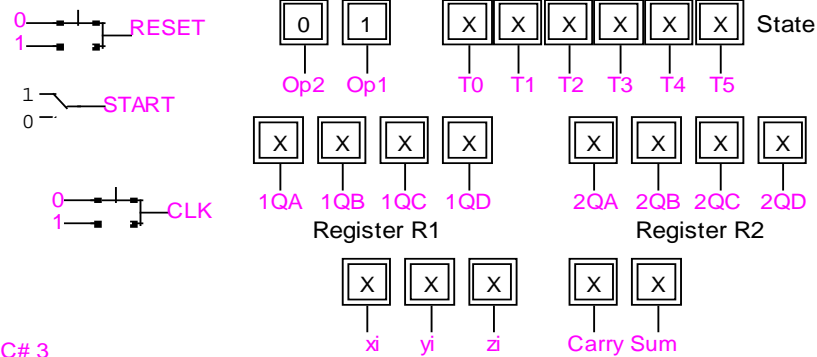 0 RESET 0 1 X X X X X X State
1
Op2 Op1 T0 T1 T2 T3 T4 T5
1 START
0
X X X X X X X X
1QA 1QB 1QC 1QD 2QA 2QB 2QC 2QD
0 CLK
1
Register R1 Register R2
X X X X X
xi yi zi Carry Sum
C# 3